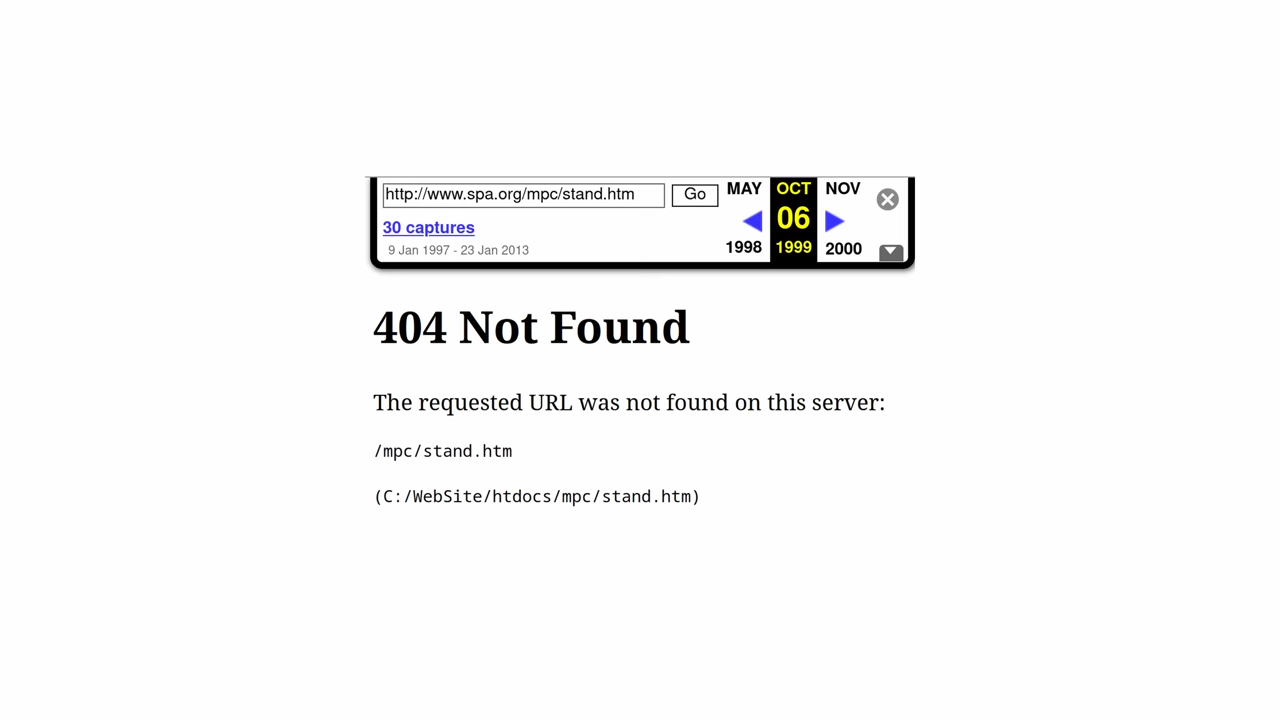 http://www.spa.org/mpc/stand.htm Go MAY OCT NOV
30 captures 06
9 Jan 1997 - 23 Jan 2013 1998 1999 2000
404 Not Found
The requested URL was not found on this server:
/mpc/stand.htm
(C:/WebSite/htdocs/mpc/stand.htm)